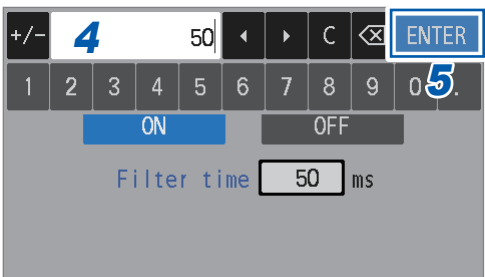 +/- 4 50 C ENTER
1 2 3 4 5 6 7 8 9 0 5 .
ON OFF
Filter time 50 ms